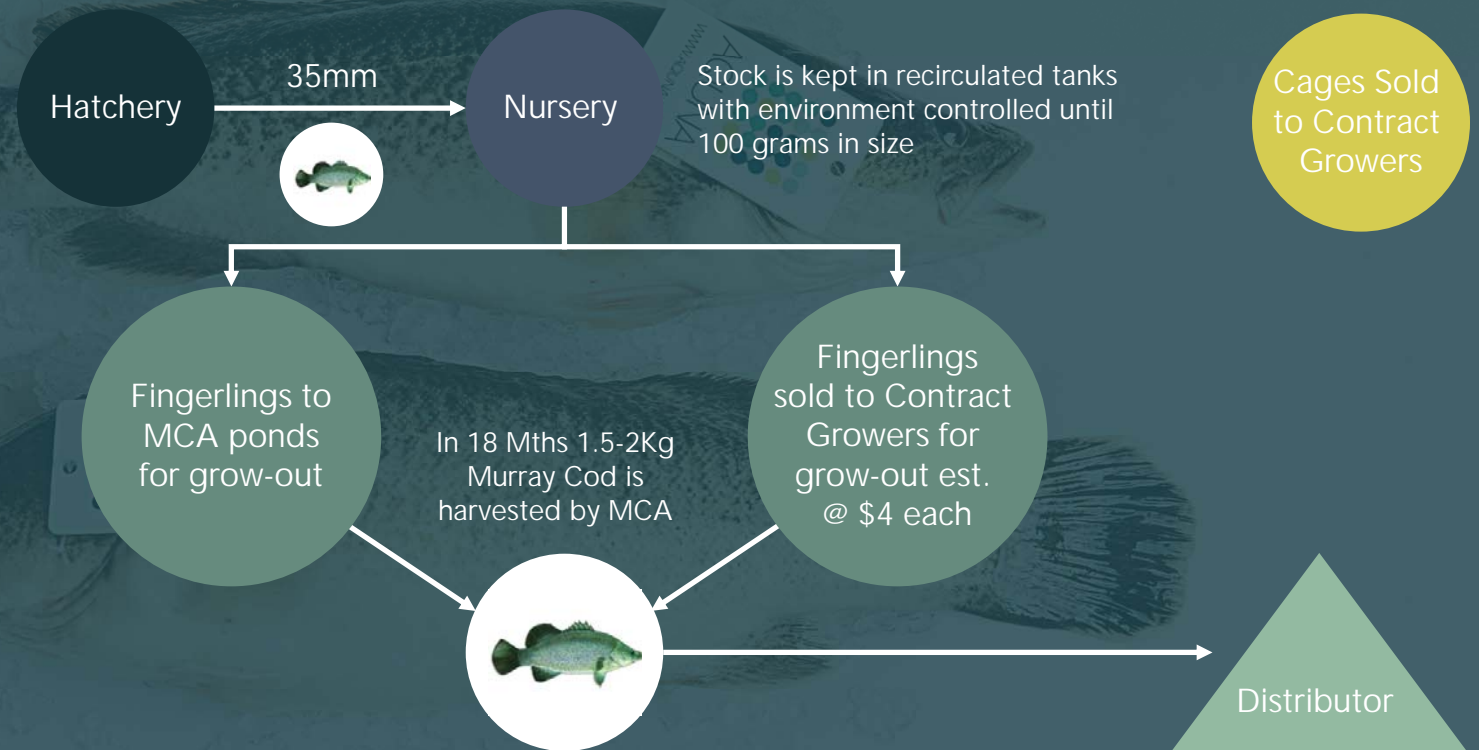 Hatchery
35mm
Nursery
Stock is kept in recirculated tanks
with environment controlled until
100 grams in size
Cages Sold
to Contract
Growers
Fingerlings to
MCA ponds
for grow-out
In 18 Mths 1.5-2Kg
Murray Cod is
harvested by MCA
Fingerlings
sold to Contract
Growers for
grow-out est.
@ $4 each
Distributor